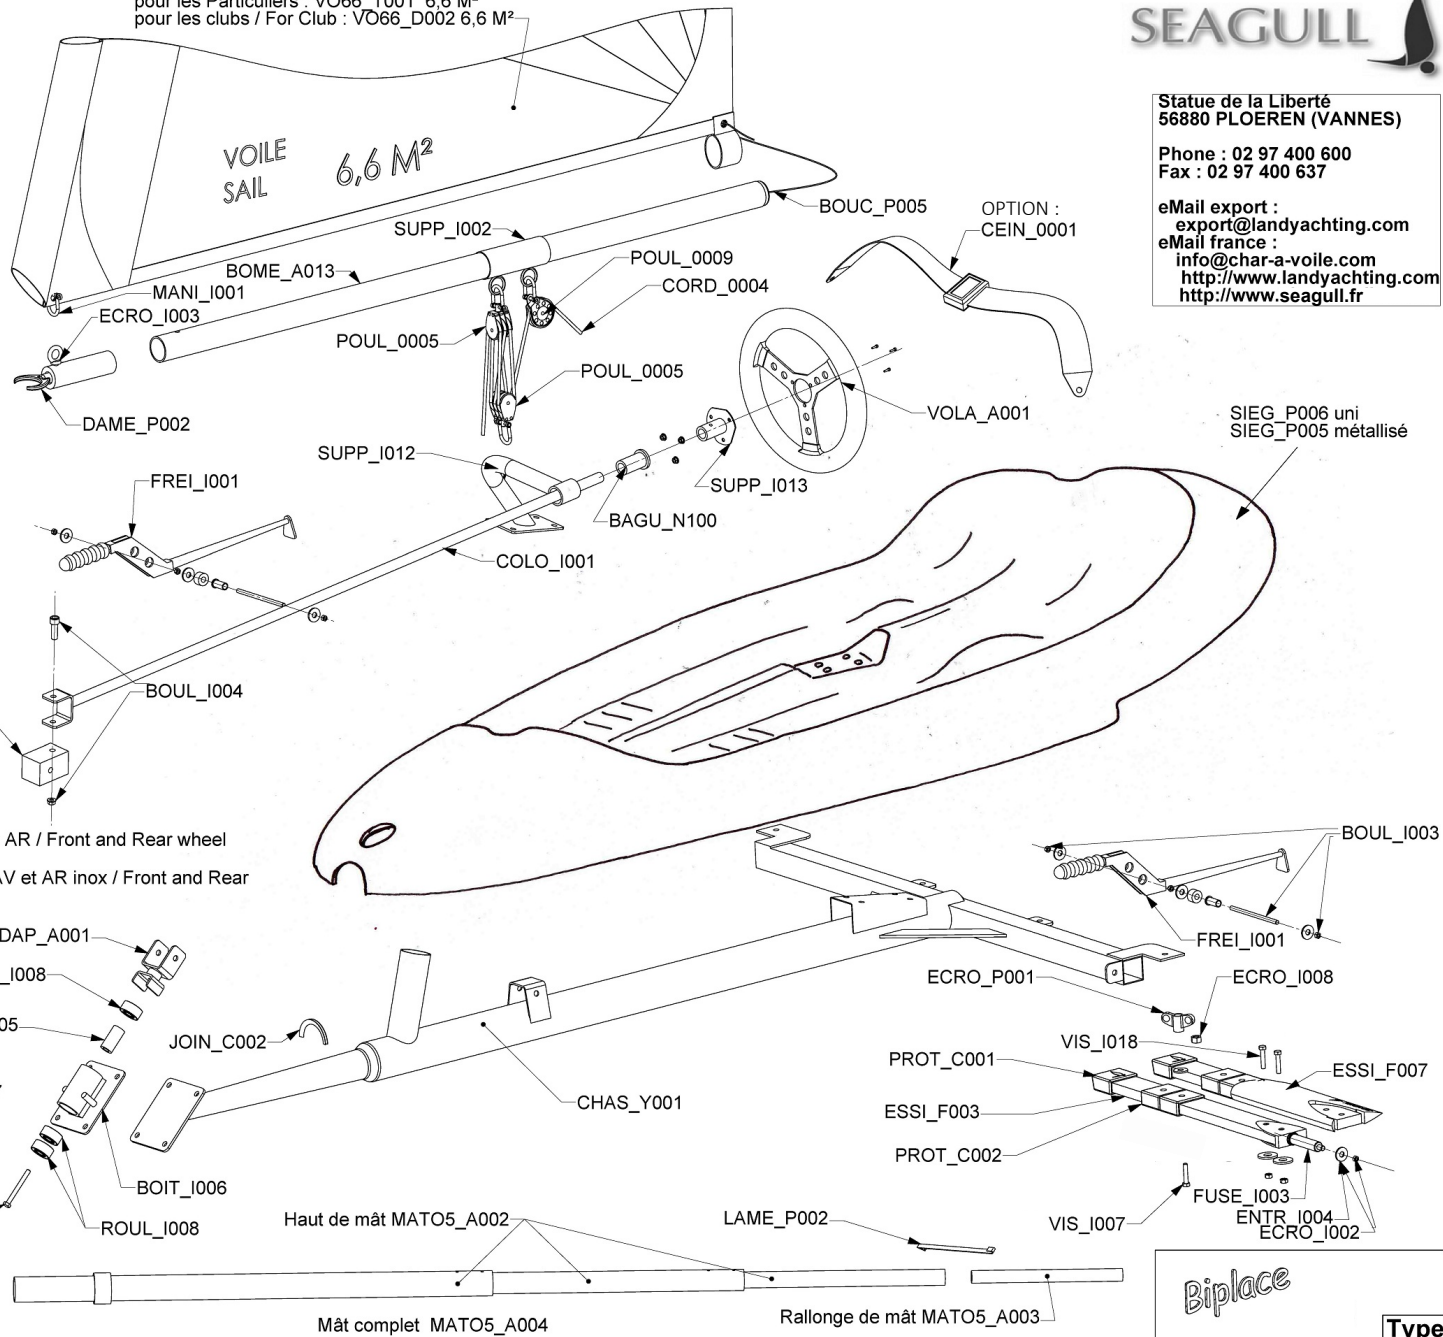 pour les Particuliers : VO66_T001 6,6 M²
pour les clubs / For Club : VO66_D002 6,6 M²
SEAGULL
Statue de la Liberté
56880 PLOEREN (VANNES)
Phone : 02 97 400 600
Fax : 02 97 400 637
eMail export :
export@landyachting.com
eMail france :
info@char-a-voile.com
http://www.landyachting.com
http://www.seagull.fr
VOILE
SAIL
6,6 M²
BOUC_P005
OPTION :
CEIN_0001
SUPP_I002
POUL_0009
BOME_A013
CORD_0004
MANI_I001
ECRO_I003
POUL_0005
POUL_0005
DAME_P002
VOLA_A001
SIEG_P006 uni
SIEG_P005 métallisé
SUPP_I012
FREI_I001
SUPP_I013
BAGU_N100
COLO_I001
BOUL_I004
AR / Front and Rear wheel
AV et AR inox / Front and Rear
BOUL_I003
FREI_I001
DAP_A001
_I008
05
JOIN_C002
ECRO_P001
ECRO_I008
VIS_I018
PROT_C001
ESSI_F007
CHAS_Y001
ESSI_F003
PROT_C002
BOIT_I006
FUSE_I003
ROUL_I008
Haut de mât MATO5_A002
LAME_P002
VIS_I007
ENTR_I004
ECRO_I002
Biplace
Rallonge de mât MATO5_A003
Mât complet MATO5_A004
Type